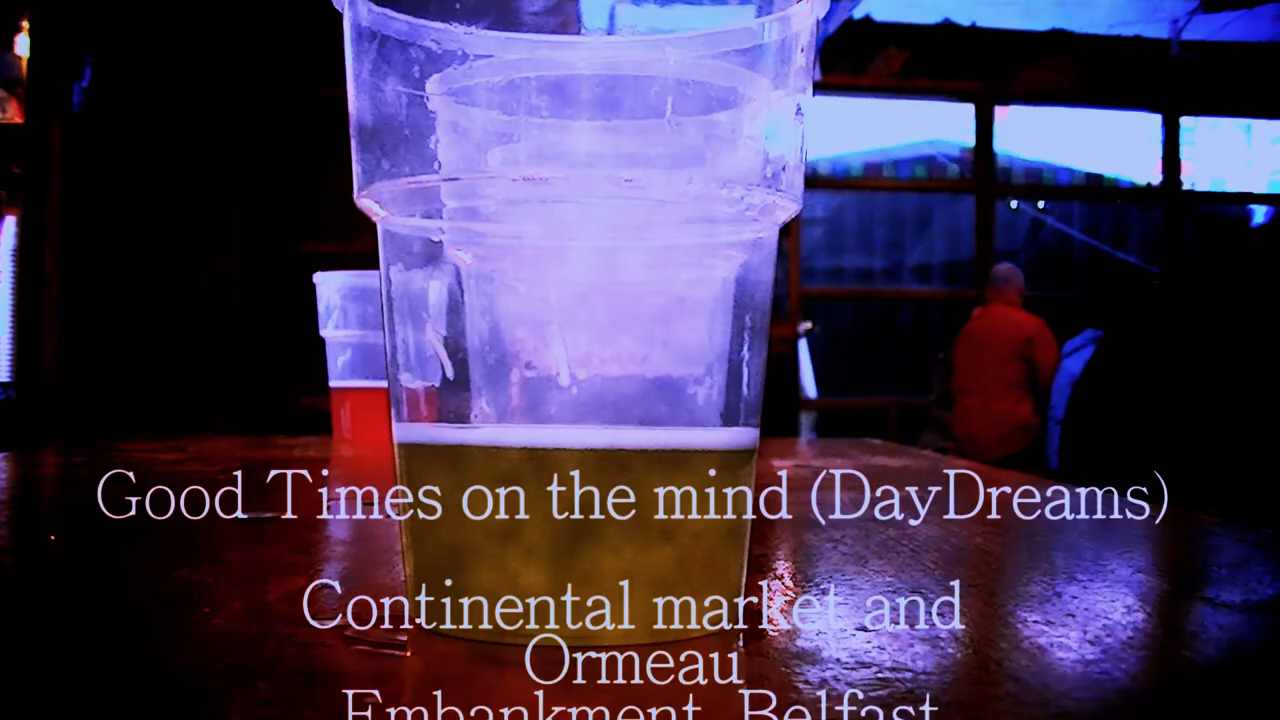 Good Times on the mind (DayDreams)
Continental market and
Ormeau
Embankment, Belfast